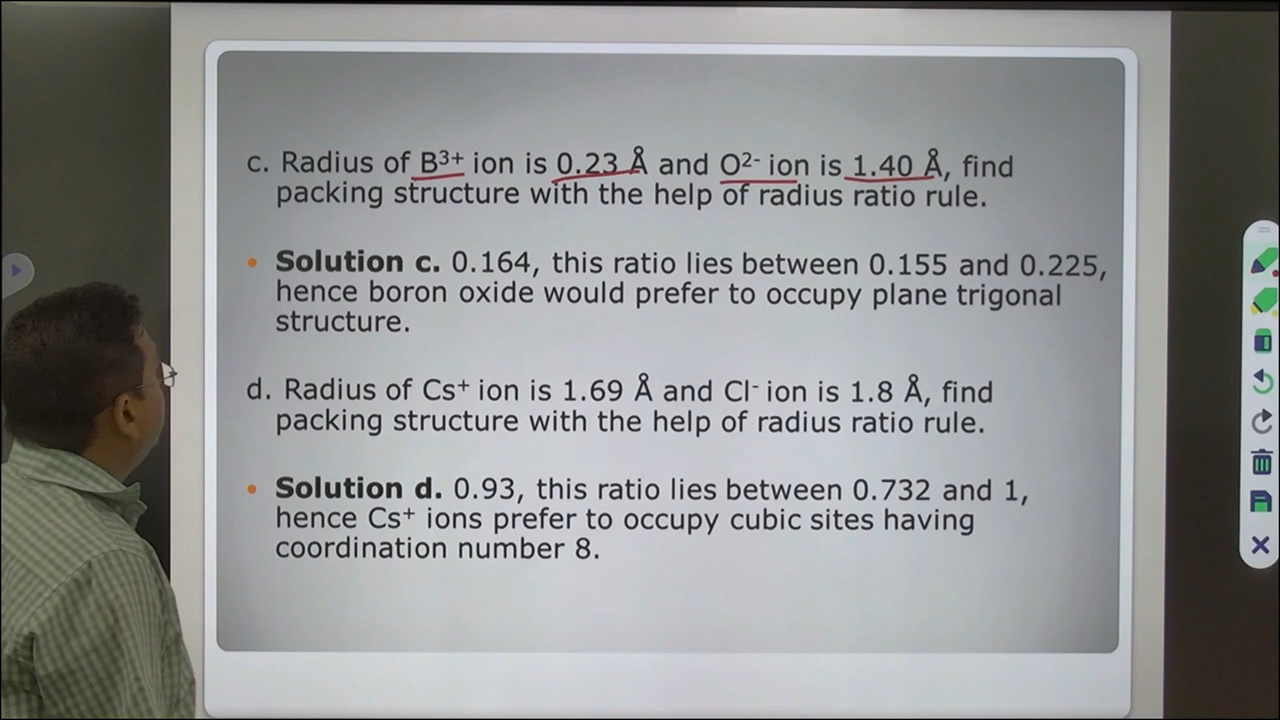 c. Radius of B³⁺ ion is 0.23 Å and O²⁻ ion is 1.40 Å, find
packing structure with the help of radius ratio rule.
• Solution c. 0.164, this ratio lies between 0.155 and 0.225,
hence boron oxide would prefer to occupy plane trigonal
structure.
d. Radius of Cs⁺ ion is 1.69 Å and Cl⁻ ion is 1.8 Å, find
packing structure with the help of radius ratio rule.
• Solution d. 0.93, this ratio lies between 0.732 and 1,
hence Cs⁺ ions prefer to occupy cubic sites having
coordination number 8.